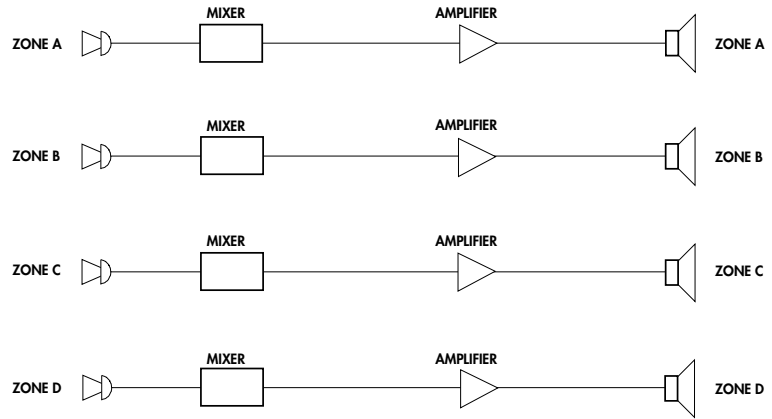 MIXER AMPLIFIER
ZONE A ZONE A
MIXER AMPLIFIER
ZONE B ZONE B
MIXER AMPLIFIER
ZONE C ZONE C
MIXER AMPLIFIER
ZONE D ZONE D